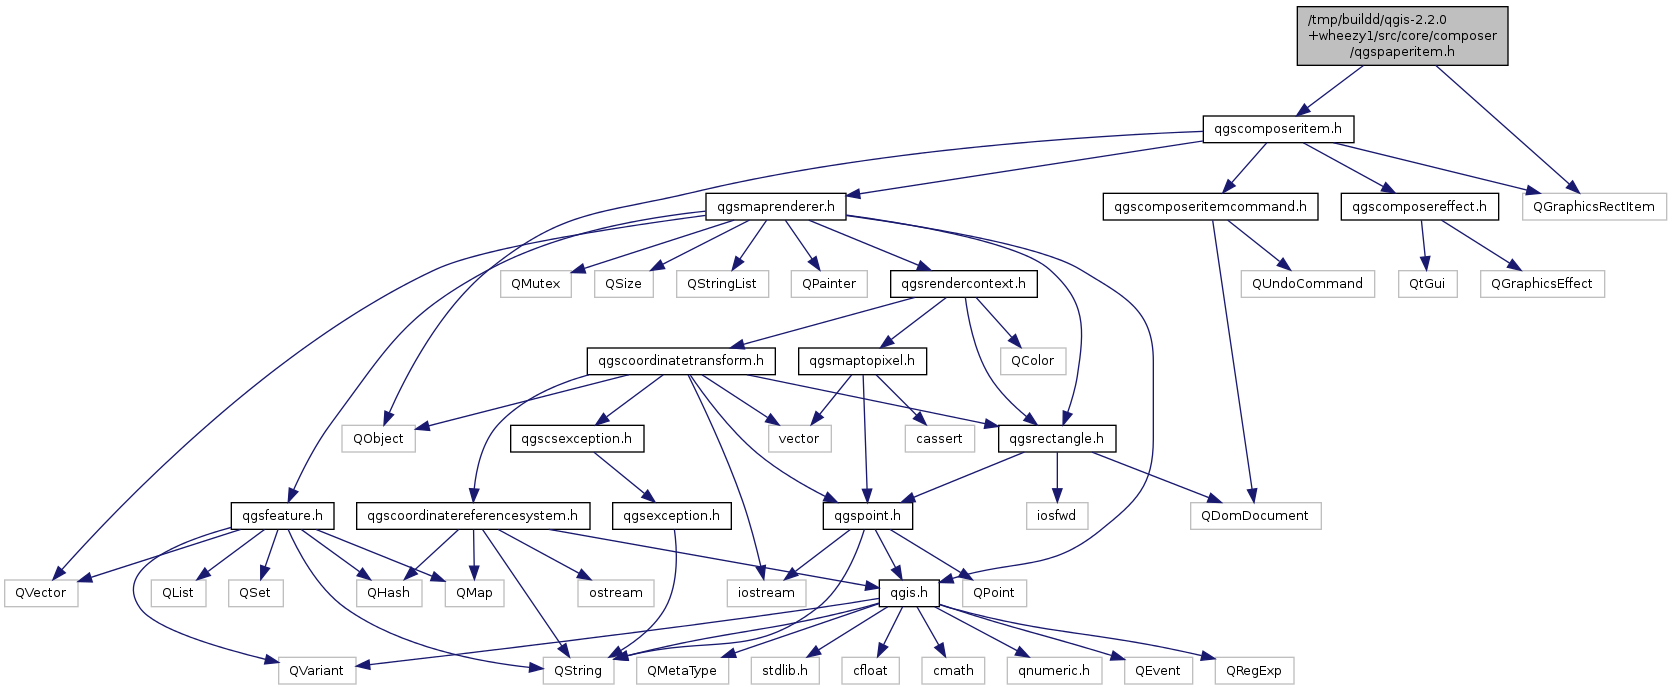 /tmp/buildd/qgis-2.2.0
+wheezy1/src/core/composer
/qgspaperitem.h
qgscomposeritem.h
qgsmaprenderer.h
qgscomposeritemcommand.h
qgscomposereffect.h
QGraphicsRectItem
QMutex
QSize
QStringList
QPainter
qgsrendercontext.h
QUndoCommand
QtGui
QGraphicsEffect
qgscoordinatetransform.h
qgsmaptopixel.h
QColor
QObject
qgscsexception.h
vector
cassert
qgsrectangle.h
qgsfeature.h
qgscoordinatereferencesystem.h
qgsexception.h
qgspoint.h
iosfwd
QDomDocument
QVector
QList
QSet
QHash
QMap
ostream
iostream
qgis.h
QPoint
QVariant
QString
QMetaType
stdlib.h
cfloat
cmath
qnumeric.h
QEvent
QRegExp